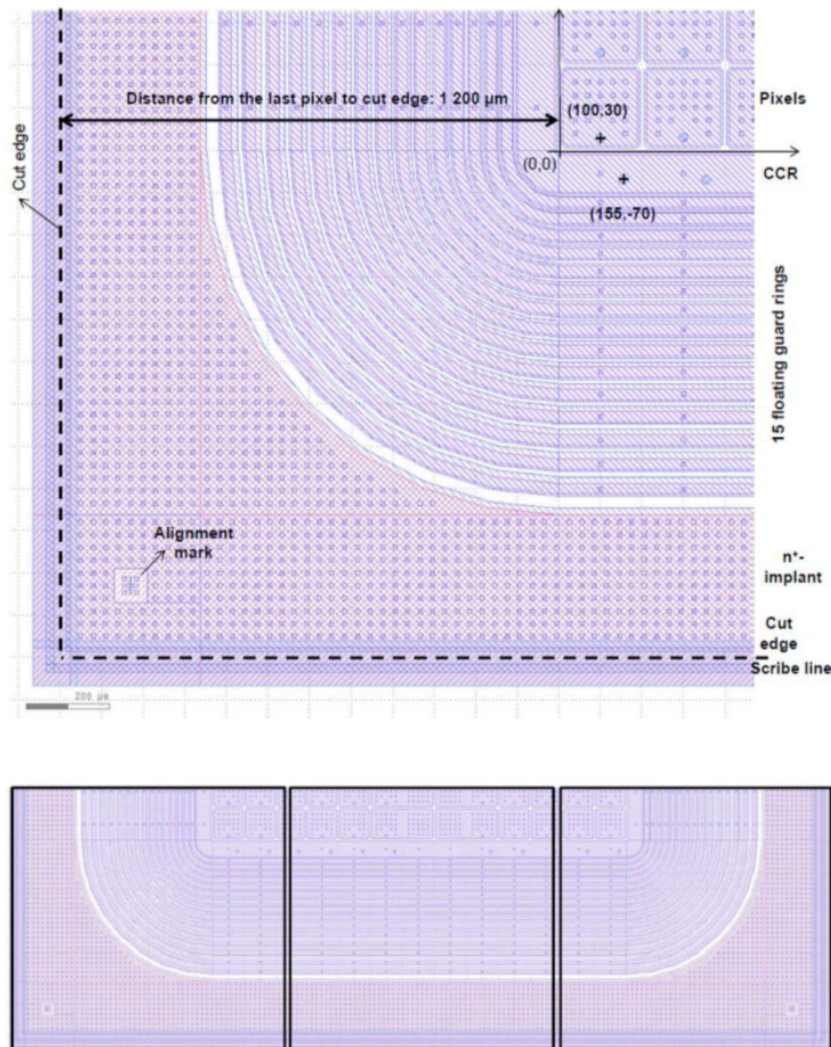 Distance from the last pixel to cut edge: 1 200 µm
Pixels
(100,30)
Cut edge
(0,0)
CCR
(155,-70)
15 floating guard rings
Alignment
mark
n⁺-
implant
Cut
edge
Scribe line
200 µm